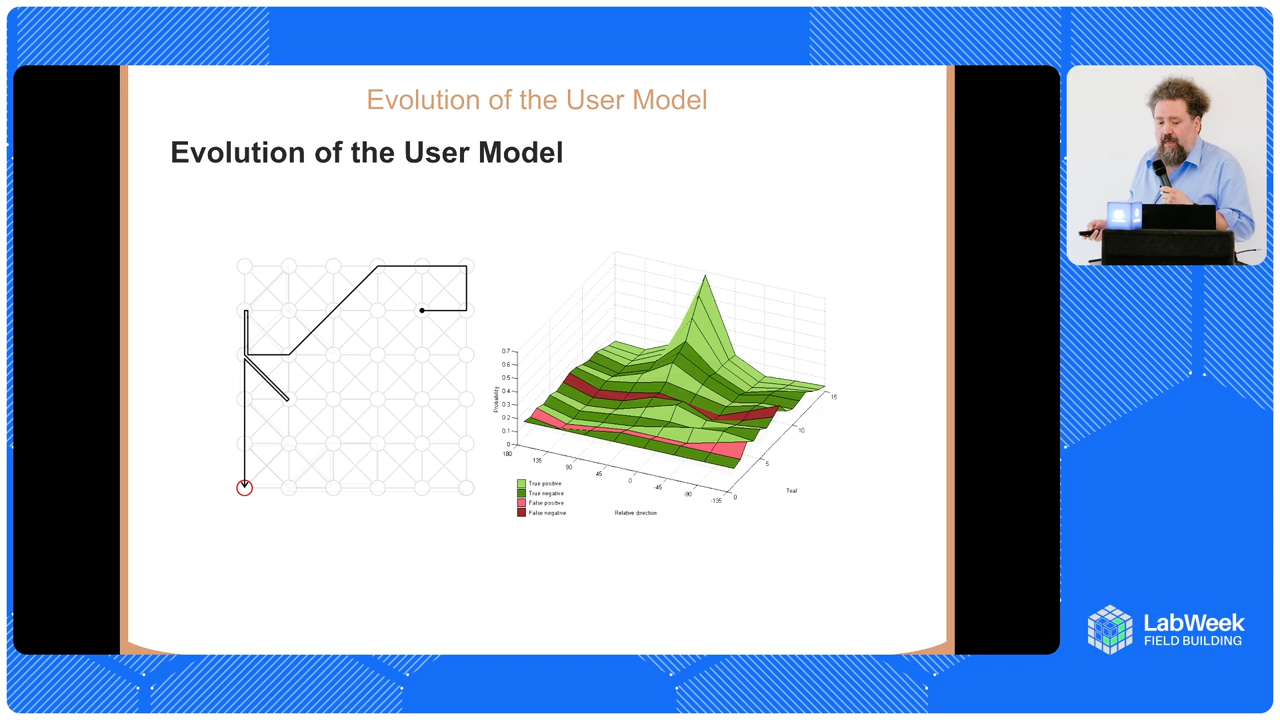 Evolution of the User Model
Evolution of the User Model
0.7
0.6
0.5
0.4
0.3
0.2
0.1
0
Probability
180
135
90
45
0
-45
-90
-135
Relative direction
0
5
10
15
Trial
True positive
True negative
False positive
False negative
LabWeek
FIELD BUILDING